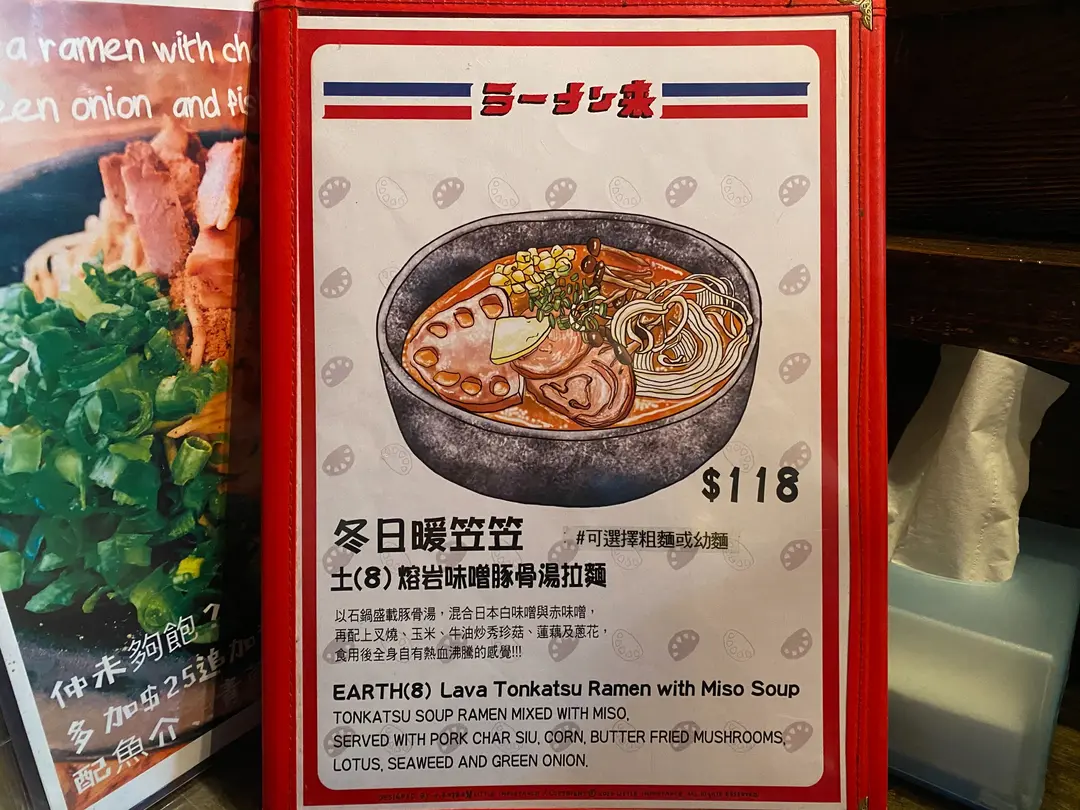 a ramen with
een onion and
仲未夠飽？
多加$25追加
配魚介
ラーメン来
$118
冬日暖笠笠
#可選擇粗麵或幼麵
土(8)熔岩味噌豚骨湯拉麵
以石鍋盛載豚骨湯，混合日本白味噌與赤味噌，
再配上叉燒、玉米、牛油炒秀珍菇、蓮藕及蔥花，
食用後全身自有熱血沸騰的感覺!!!
EARTH(8) Lava Tonkatsu Ramen with Miso Soup
TONKATSU SOUP RAMEN MIXED WITH MISO,
SERVED WITH PORK CHAR SIU, CORN, BUTTER FRIED MUSHROOMS,
LOTUS, SEAWEED AND GREEN ONION.